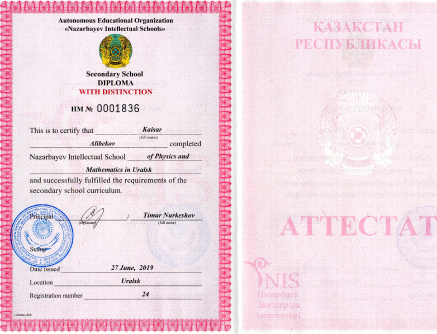 Autonomous Educational Organization
«Nazarbayev Intellectual Schools»
Secondary School
DIPLOMA
WITH DISTINCTION
НМ № 0001836
This is to certify that Kaisar
(full name)
Alibekov completed
Nazarbayev Intellectual School of Physics and
Mathematics in Uralsk
and successfully fulfilled the requirements of the
secondary school curriculum.
Principal / Timur Nurkeshov
(signature) (full name)
Stamp
Date issued 27 June, 2019
Location Uralsk
Registration number 24
ҚАЗАҚСТАН
РЕСПУБЛИКАСЫ
АТТЕСТАТ
NIS
Назарбаев
Зияткерлік
мектептері